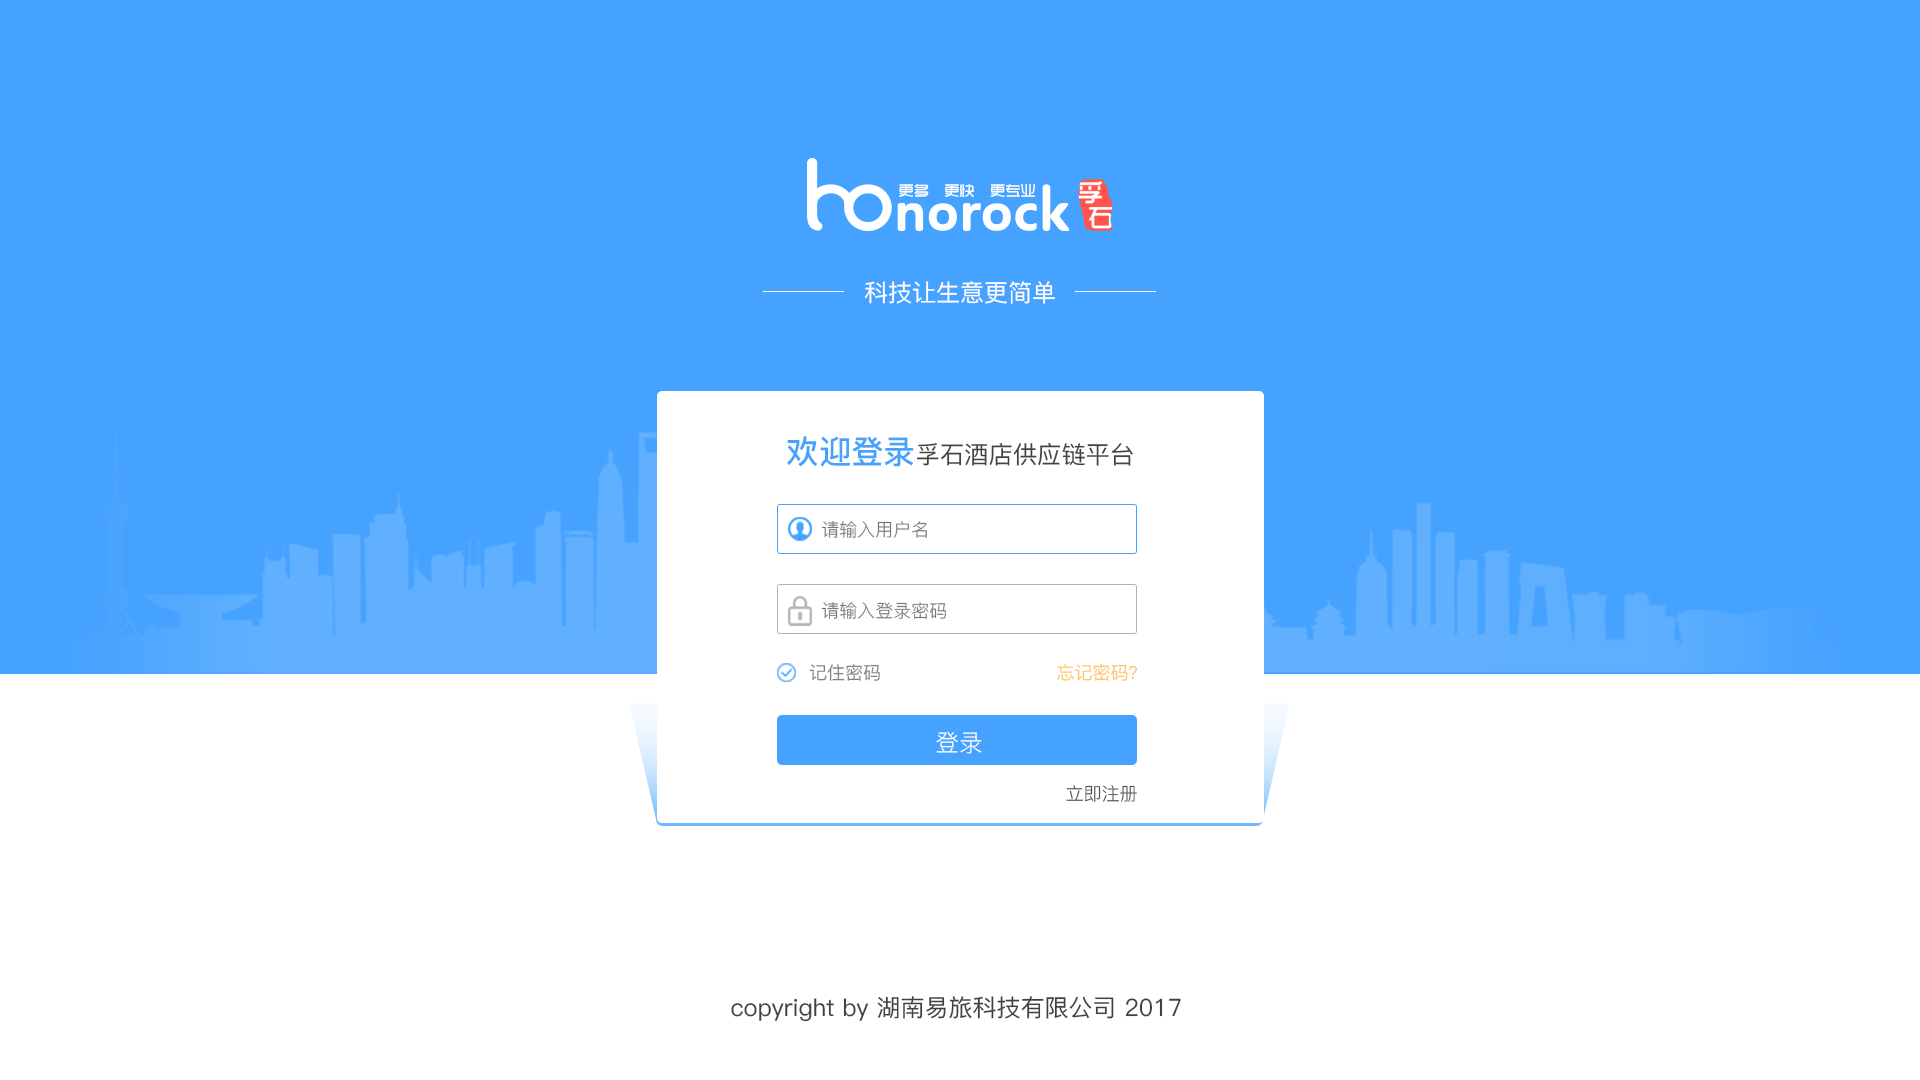 更多 更快 更专业
honorock 孚石
科技让生意更简单
欢迎登录孚石酒店供应链平台
请输入用户名
请输入登录密码
记住密码 忘记密码?
登录
立即注册
copyright by 湖南易旅科技有限公司 2017